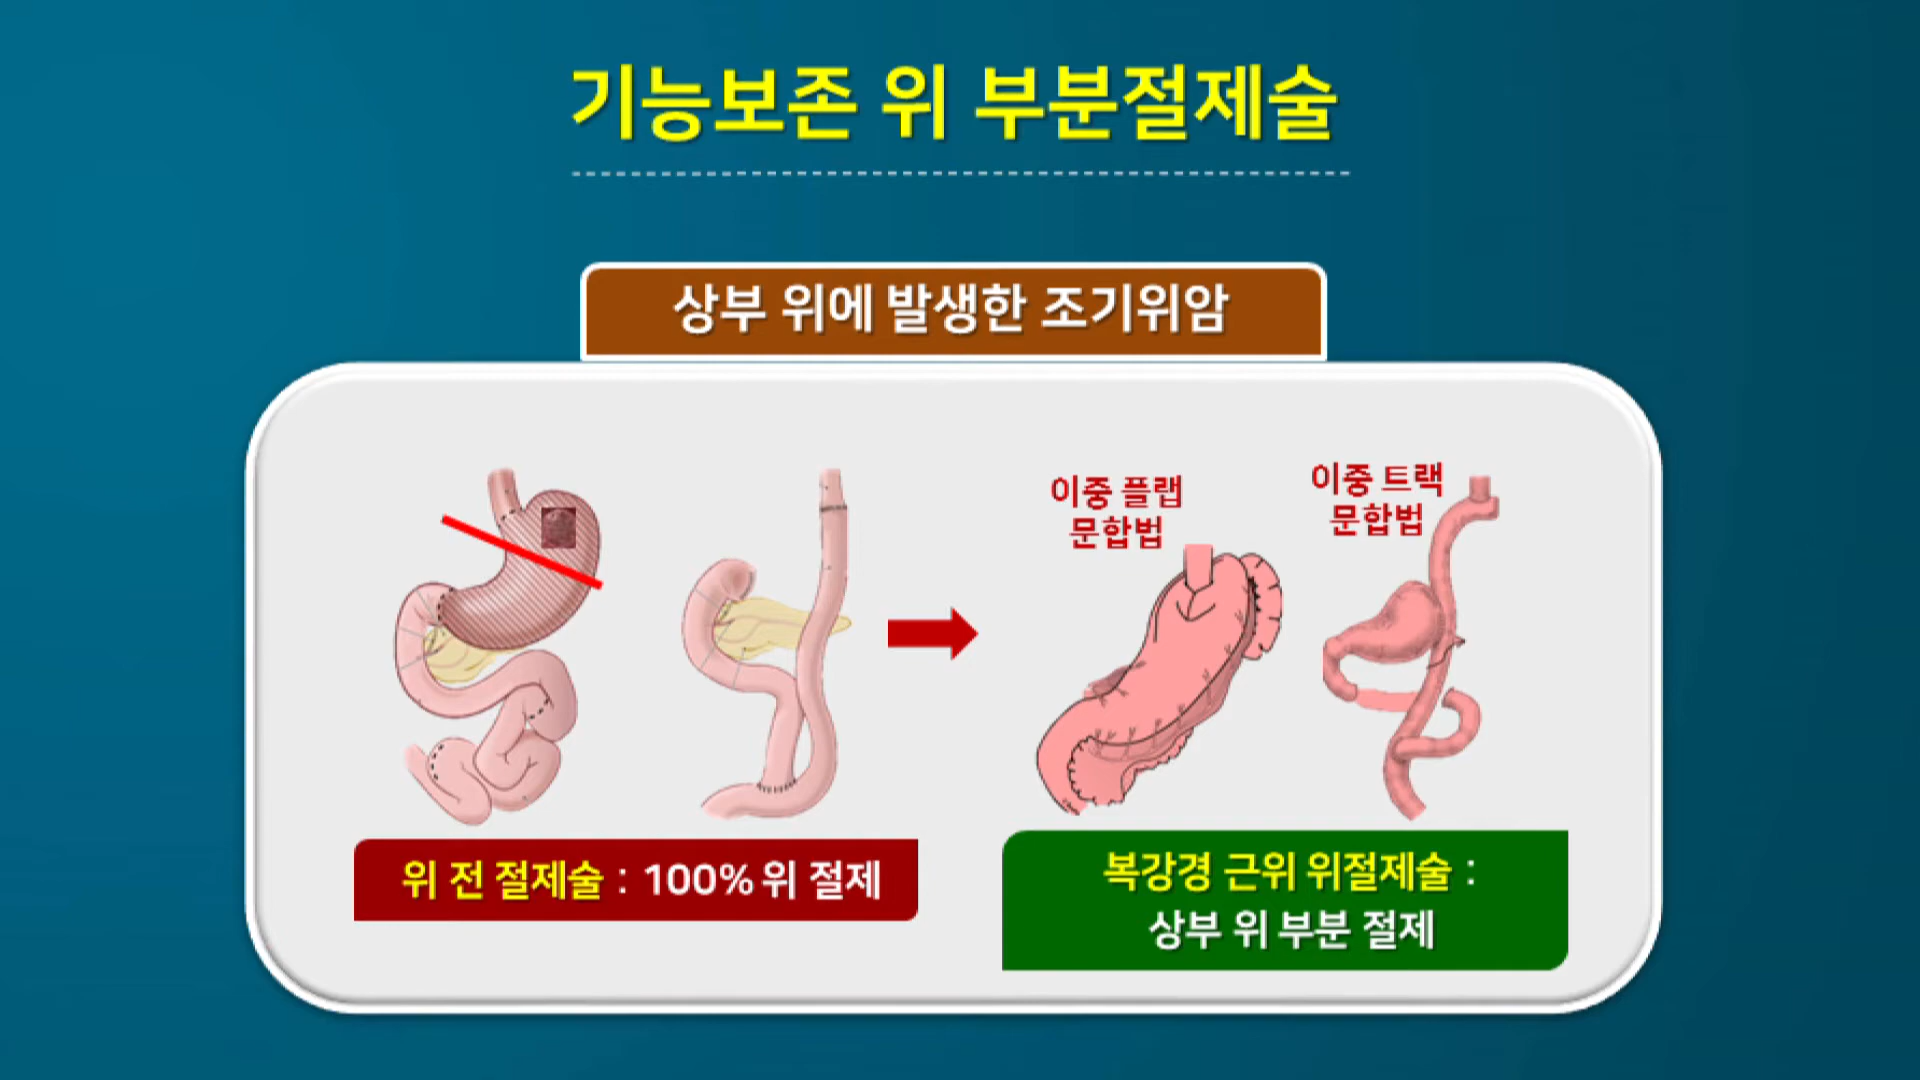 기능보존 위 부분절제술
상부 위에 발생한 조기위암
이중 플랩
문합법
이중 트랙
문합법
위 전 절제술 : 100% 위 절제
복강경 근위 위절제술 :
상부 위 부분 절제